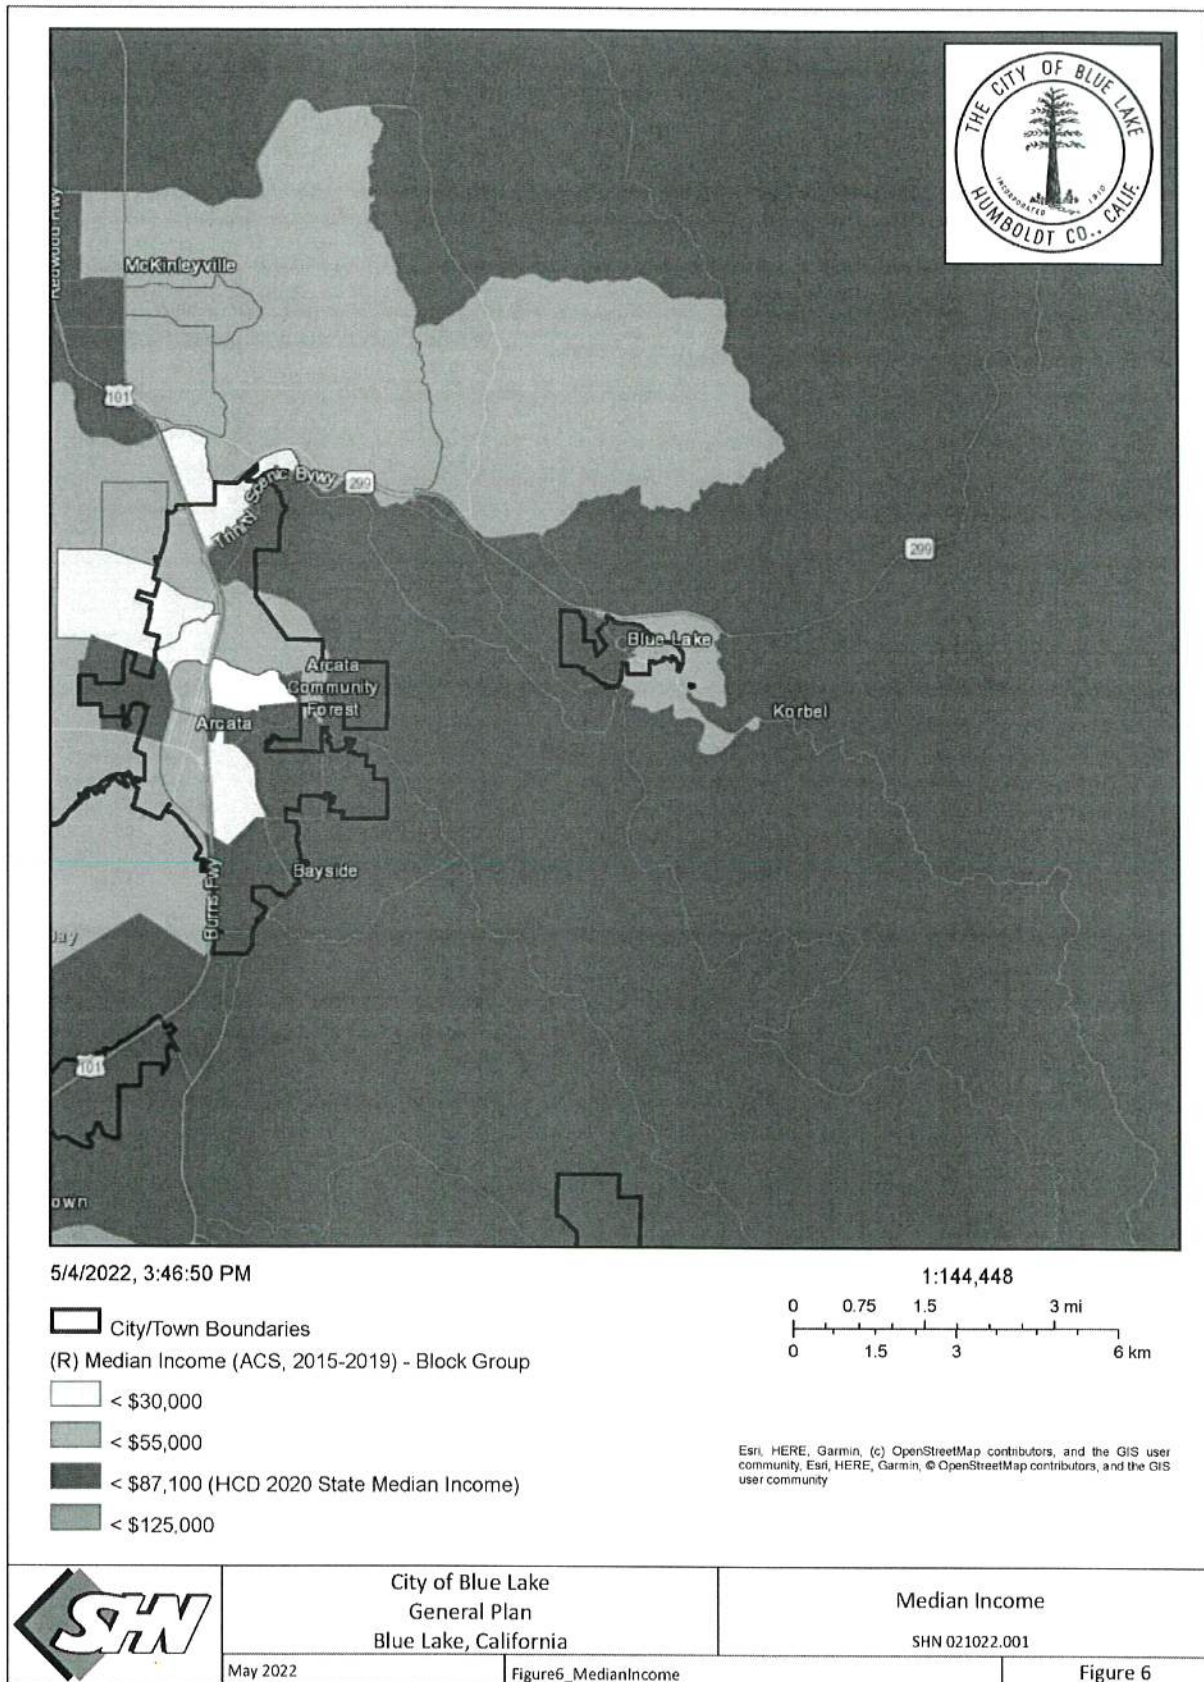 THE CITY OF BLUE LAKE
HUMBOLDT CO., CALIF.
INCORPORATED 1910
Redwood Hwy
McKinleyville
101
Trinity Scenic Bywy
299
299
Blue Lake
Arcata
Community
Forest
Arcata
Korbel
Bayside
Burns Fwy
101
own
5/4/2022, 3:46:50 PM
1:144,448
0 0.75 1.5 3 mi
0 1.5 3 6 km
City/Town Boundaries
(R) Median Income (ACS, 2015-2019) - Block Group
< $30,000
< $55,000
< $87,100 (HCD 2020 State Median Income)
< $125,000
Esri, HERE, Garmin, (c) OpenStreetMap contributors, and the GIS user
community, Esri, HERE, Garmin, © OpenStreetMap contributors, and the GIS
user community
SHN
City of Blue Lake
General Plan
Blue Lake, California
Median Income
SHN 021022.001
May 2022
Figure6_MedianIncome
Figure 6